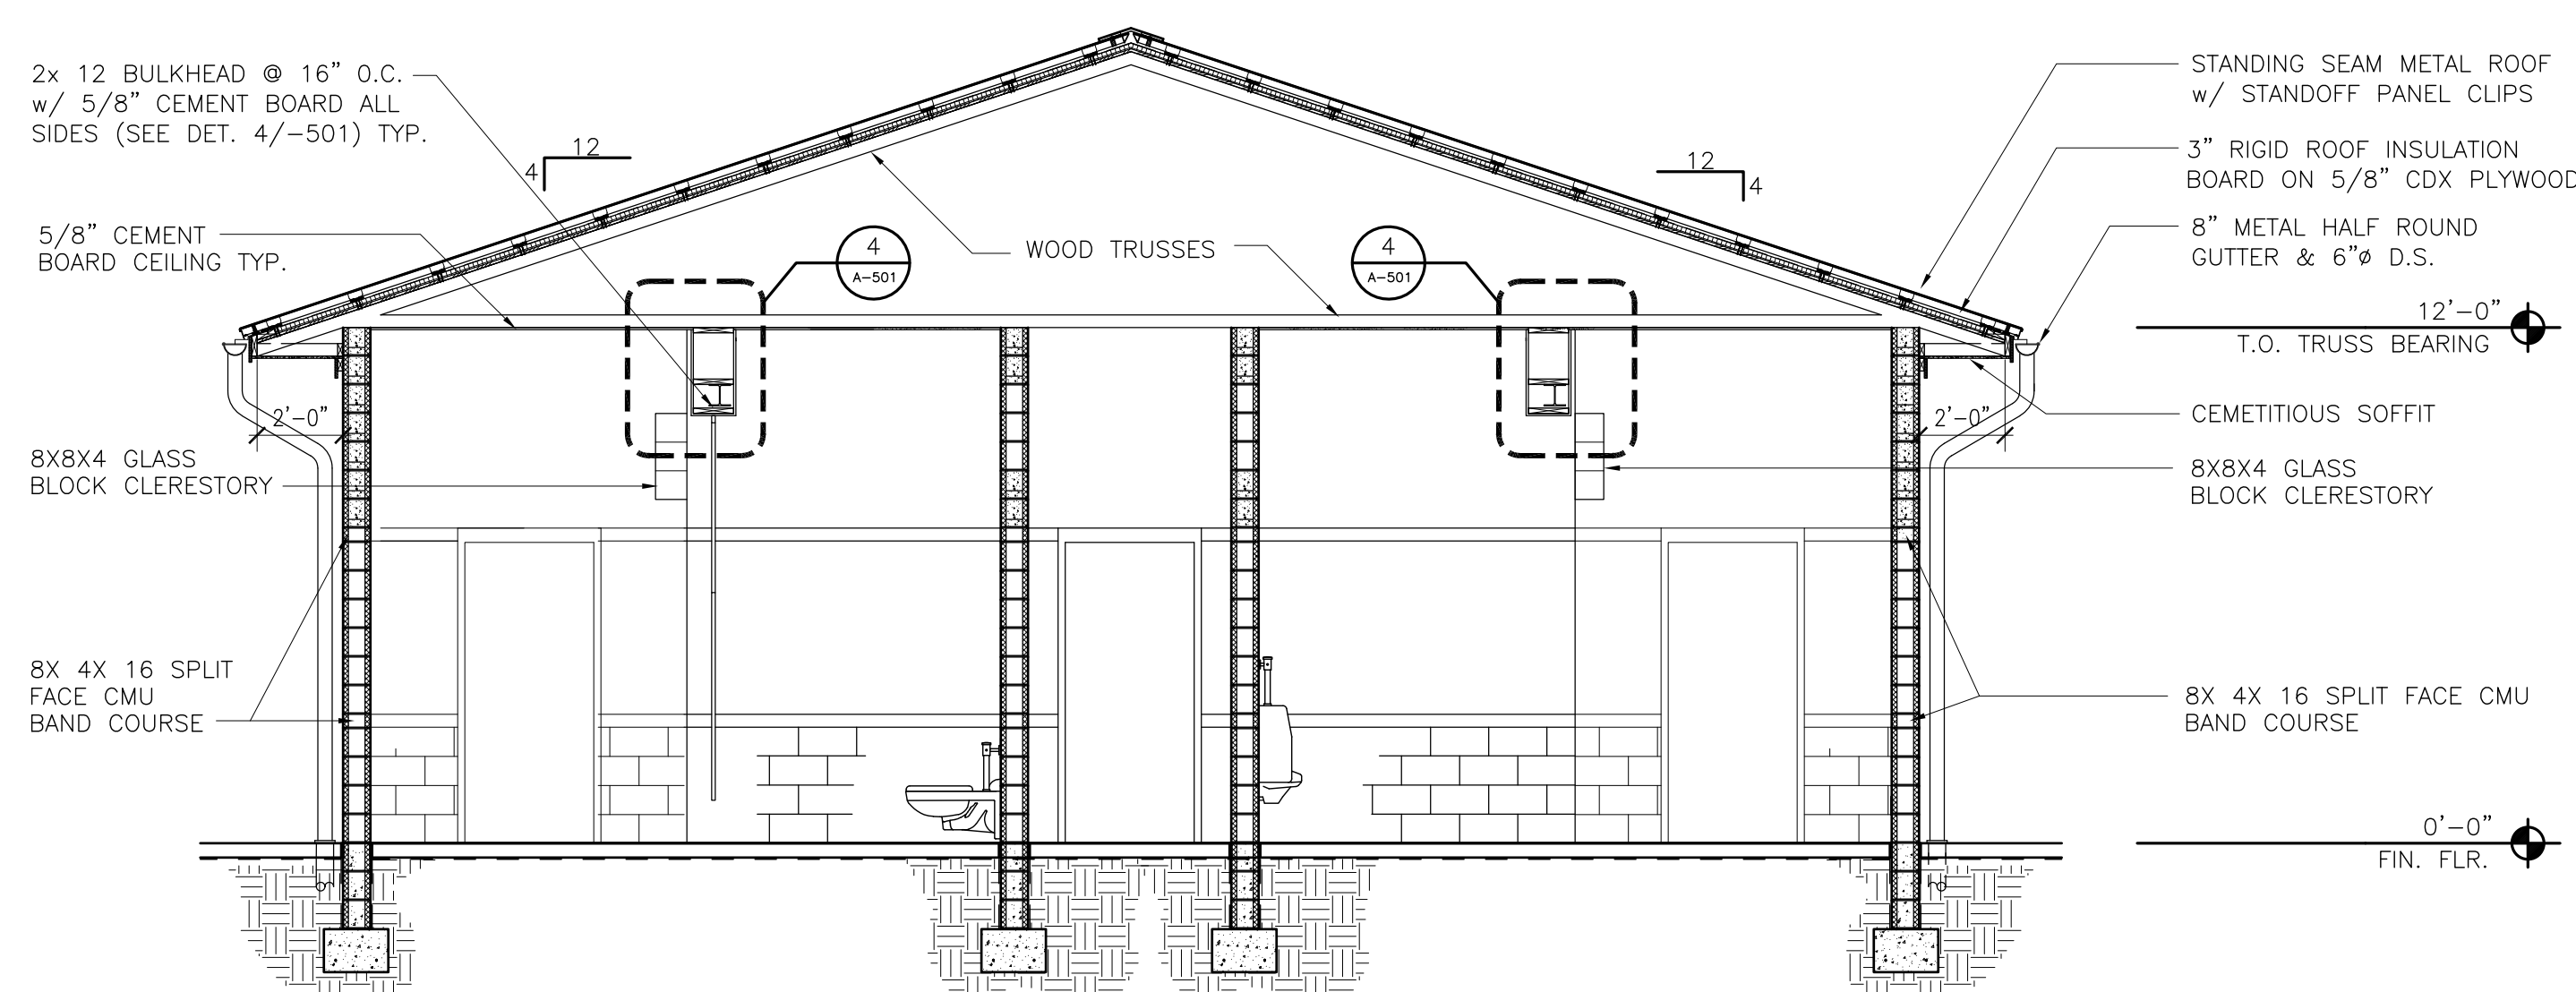 2x 12 BULKHEAD @ 16" O.C.
w/ 5/8" CEMENT BOARD ALL
SIDES (SEE DET. 4/-501) TYP.
5/8" CEMENT
BOARD CEILING TYP.
12
4
4
A-501
WOOD TRUSSES
4
A-501
12
4
STANDING SEAM METAL ROOF
w/ STANDOFF PANEL CLIPS
3" RIGID ROOF INSULATION
BOARD ON 5/8" CDX PLYWOOD
8" METAL HALF ROUND
GUTTER & 6"ø D.S.
12'-0"
T.O. TRUSS BEARING
2'-0"
2'-0"
CEMETITIOUS SOFFIT
8X8X4 GLASS
BLOCK CLERESTORY
8X8X4 GLASS
BLOCK CLERESTORY
8X 4X 16 SPLIT
FACE CMU
BAND COURSE
8X 4X 16 SPLIT FACE CMU
BAND COURSE
0'-0"
FIN. FLR.